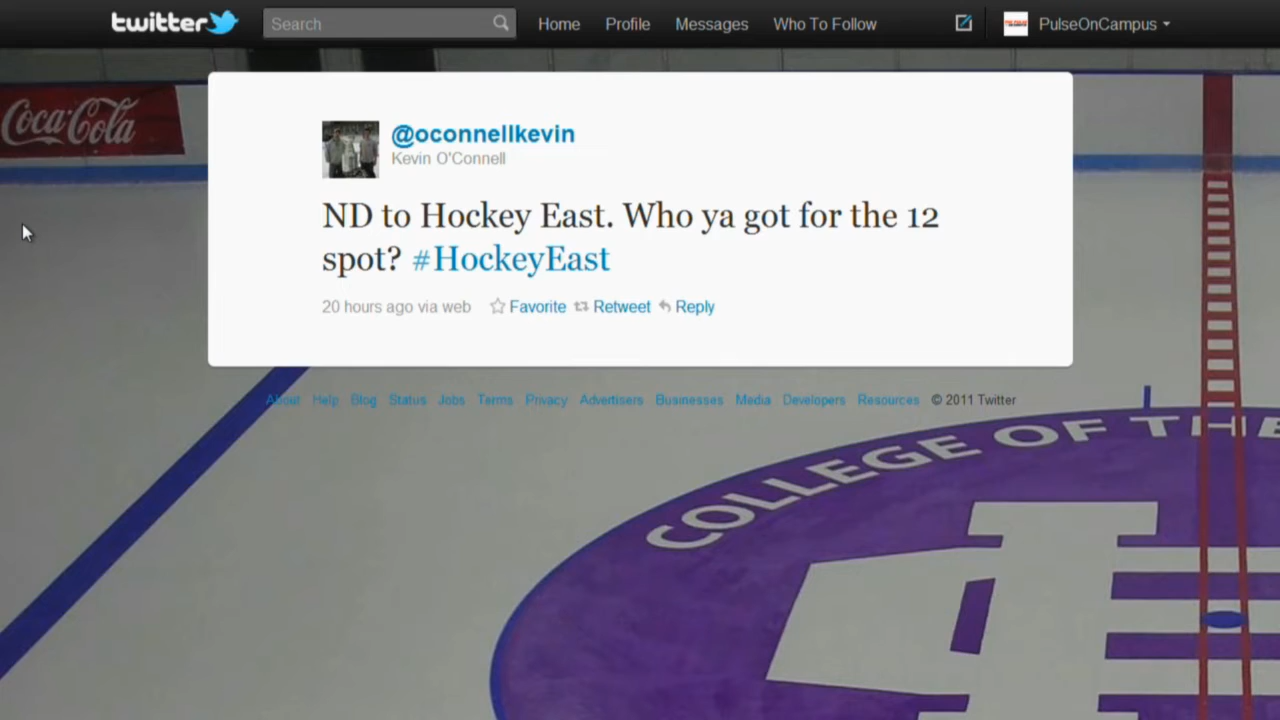 twitter Search Home Profile Messages Who To Follow PulseOnCampus
Coca-Cola
@oconnellkevin
Kevin O'Connell
ND to Hockey East. Who ya got for the 12
spot? #HockeyEast
20 hours ago via web Favorite Retweet Reply
About Help Blog Status Jobs Terms Privacy Advertisers Businesses Media Developers Resources © 2011 Twitter
COLLEGE OF THE